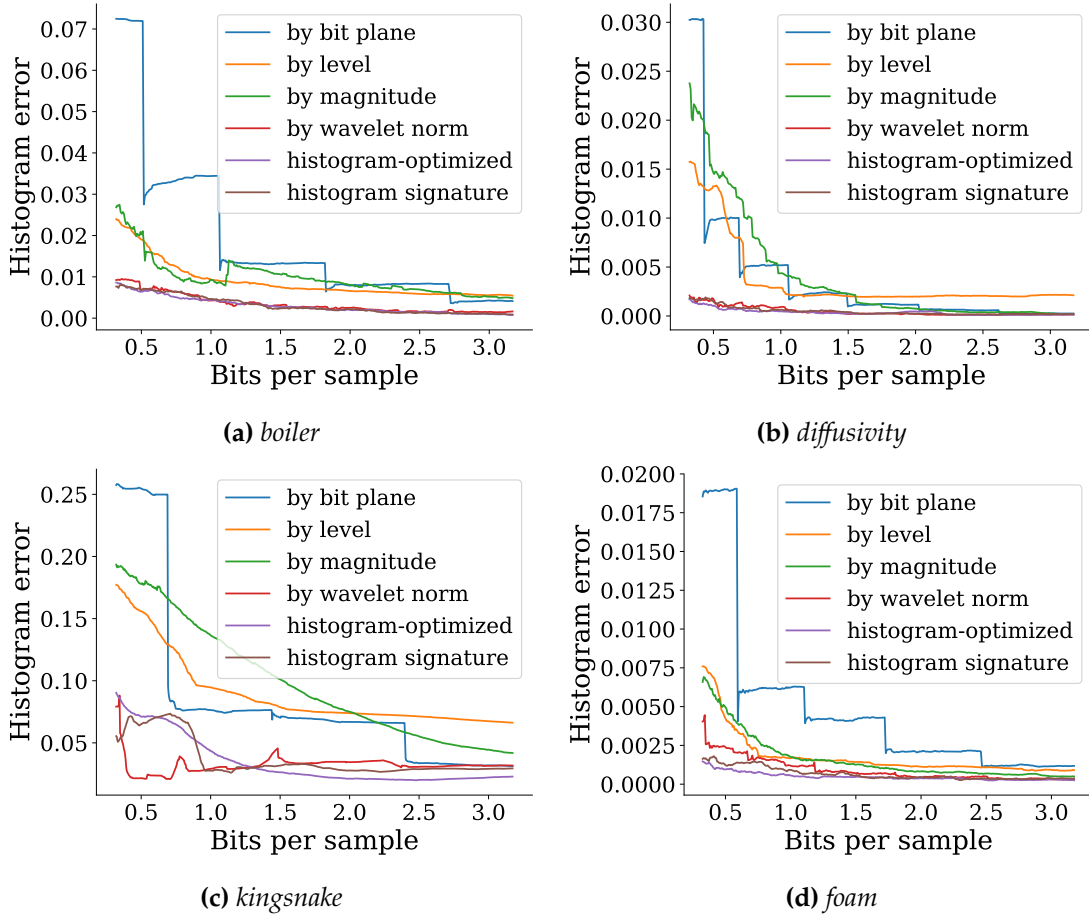 Histogram error
0.07
0.06
0.05
0.04
0.03
0.02
0.01
0.00
by bit plane
by level
by magnitude
by wavelet norm
histogram-optimized
histogram signature
0.5 1.0 1.5 2.0 2.5 3.0
Bits per sample
(a) boiler
Histogram error
0.030
0.025
0.020
0.015
0.010
0.005
0.000
by bit plane
by level
by magnitude
by wavelet norm
histogram-optimized
histogram signature
0.5 1.0 1.5 2.0 2.5 3.0
Bits per sample
(b) diffusivity
Histogram error
0.25
0.20
0.15
0.10
0.05
by bit plane
by level
by magnitude
by wavelet norm
histogram-optimized
histogram signature
0.5 1.0 1.5 2.0 2.5 3.0
Bits per sample
(c) kingsnake
Histogram error
0.0200
0.0175
0.0150
0.0125
0.0100
0.0075
0.0050
0.0025
0.0000
by bit plane
by level
by magnitude
by wavelet norm
histogram-optimized
histogram signature
0.5 1.0 1.5 2.0 2.5 3.0
Bits per sample
(d) foam